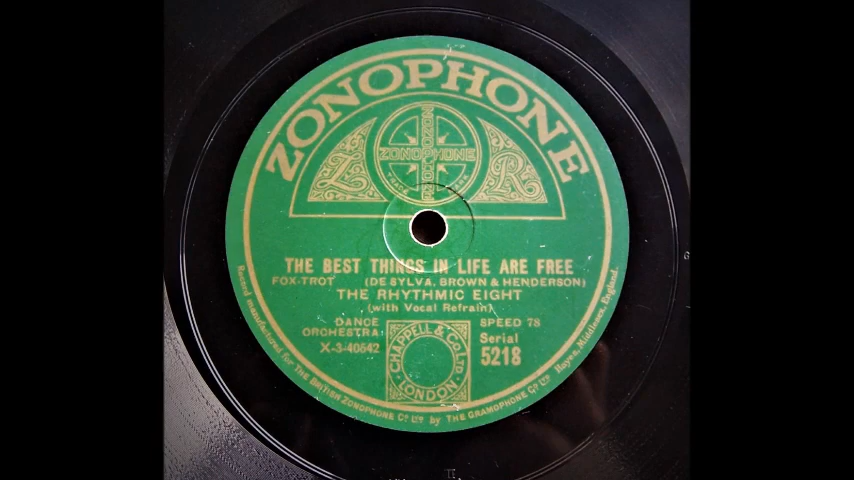 ZONOPHONE
ZONOPHONE
ZONOPHONE
TRADE MARK
Z R
THE BEST THINGS IN LIFE ARE FREE
FOX-TROT (DE SYLVA, BROWN & HENDERSON)
THE RHYTHMIC EIGHT
(with Vocal Refrain)
DANCE ORCHESTRA
SPEED 78
X-3-40642
Serial
5218
CHAPPELL & Co. LTD.
LONDON
Record manufactured for THE BRITISH ZONOPHONE Co LTD by THE GRAMOPHONE Co LTD Hayes, Middlesex, England.